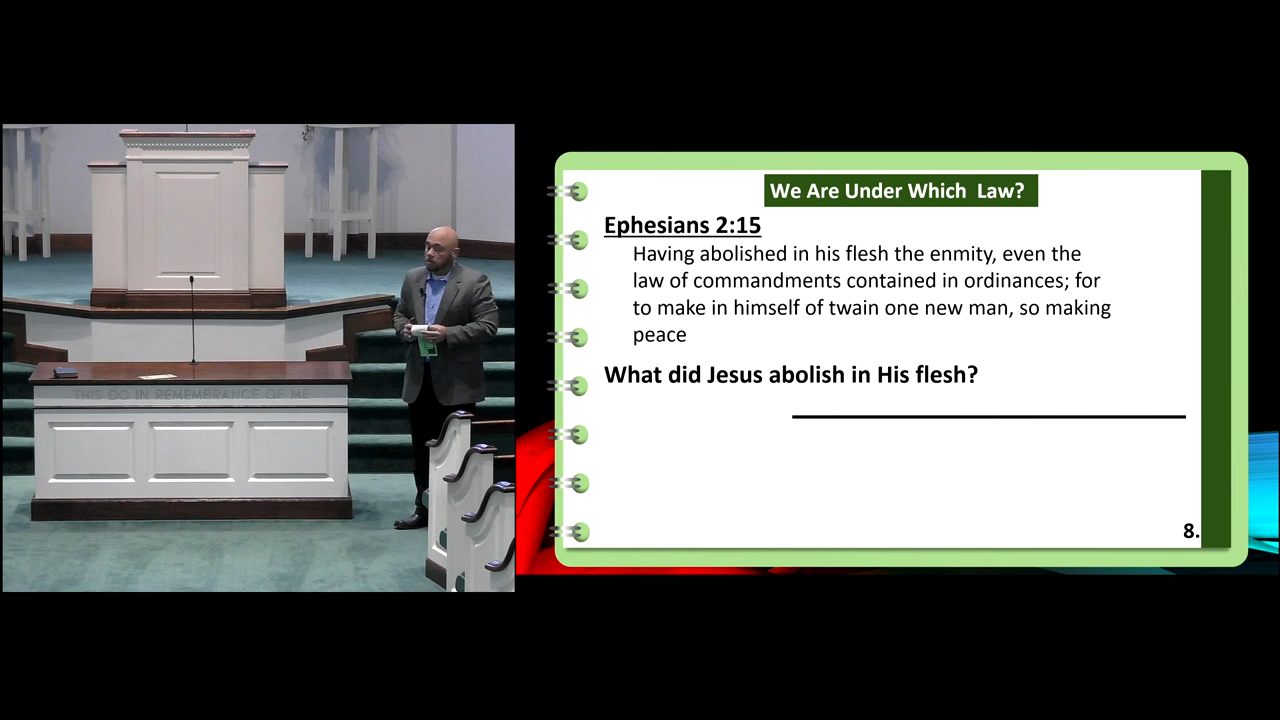 We Are Under Which Law?
Ephesians 2:15
Having abolished in his flesh the enmity, even the
law of commandments contained in ordinances; for
to make in himself of twain one new man, so making
peace
What did Jesus abolish in His flesh?
8.
THIS DO IN REMEMBRANCE OF ME